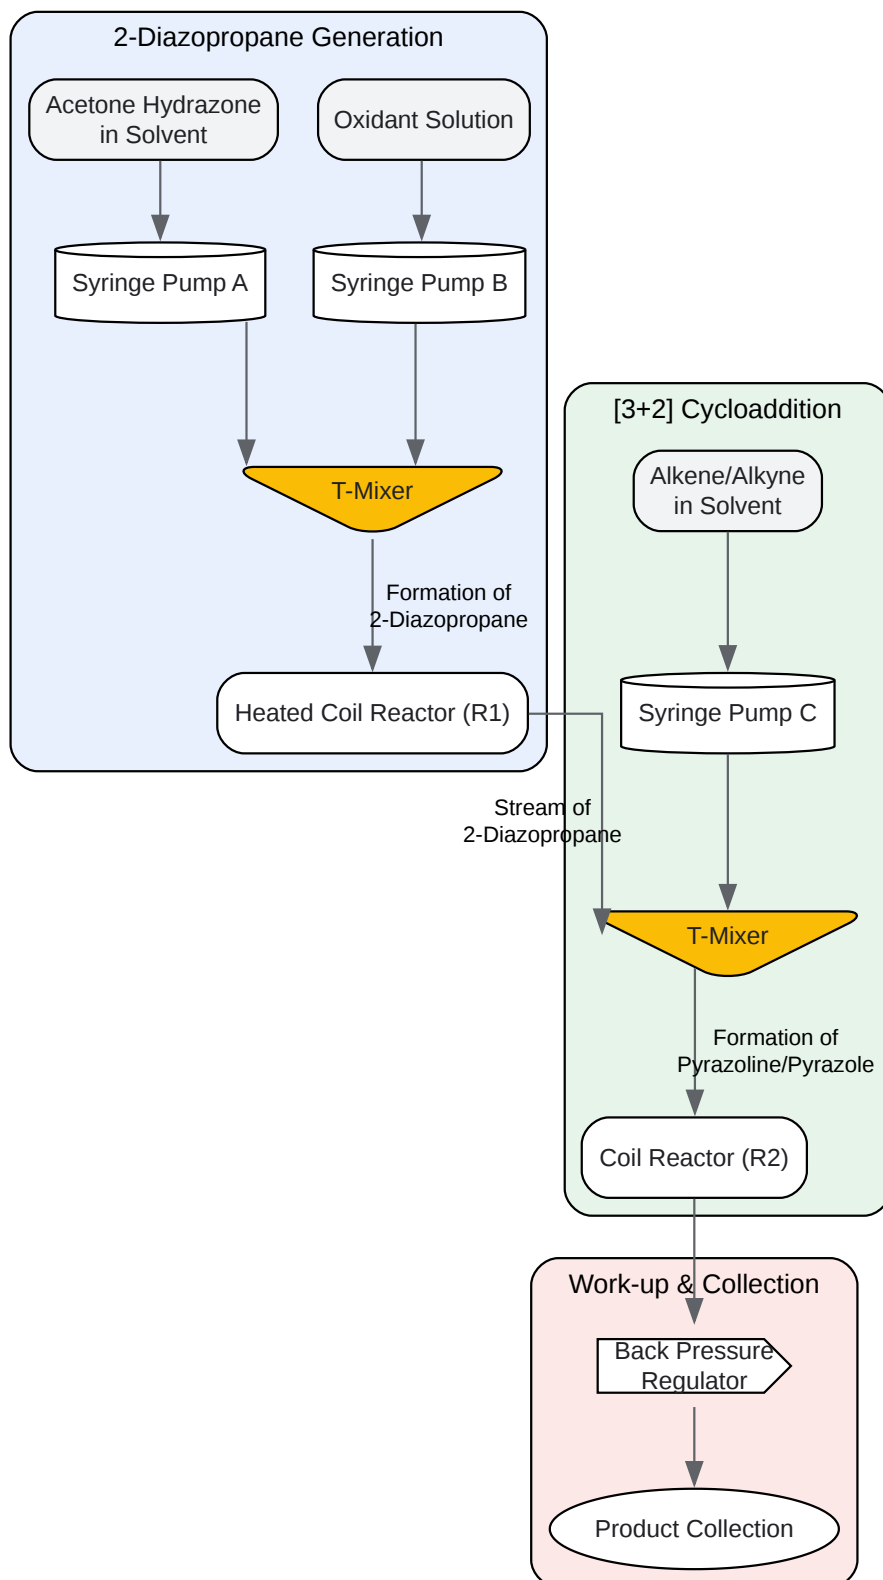 2-Diazopropane Generation
Acetone Hydrazone
in Solvent
Oxidant Solution
Syringe Pump A
Syringe Pump B
T-Mixer
Formation of
2-Diazopropane
Heated Coil Reactor (R1)
Stream of
2-Diazopropane
[3+2] Cycloaddition
Alkene/Alkyne
in Solvent
Syringe Pump C
T-Mixer
Formation of
Pyrazoline/Pyrazole
Coil Reactor (R2)
Work-up & Collection
Back Pressure
Regulator
Product Collection